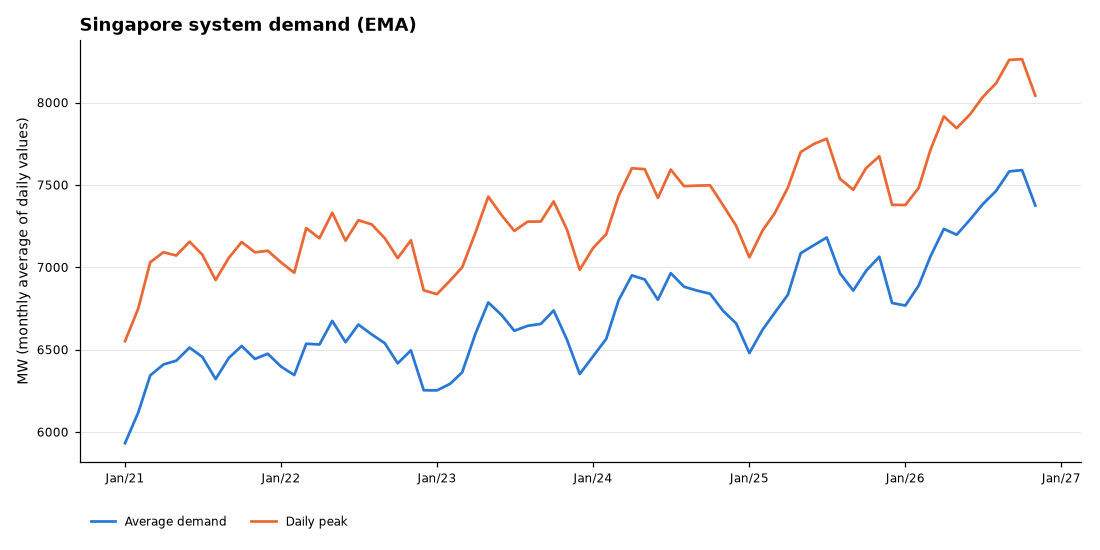 Singapore system demand (EMA)
MW (monthly average of daily values)
8000
7500
7000
6500
6000
Jan/21 Jan/22 Jan/23 Jan/24 Jan/25 Jan/26 Jan/27
Average demand Daily peak